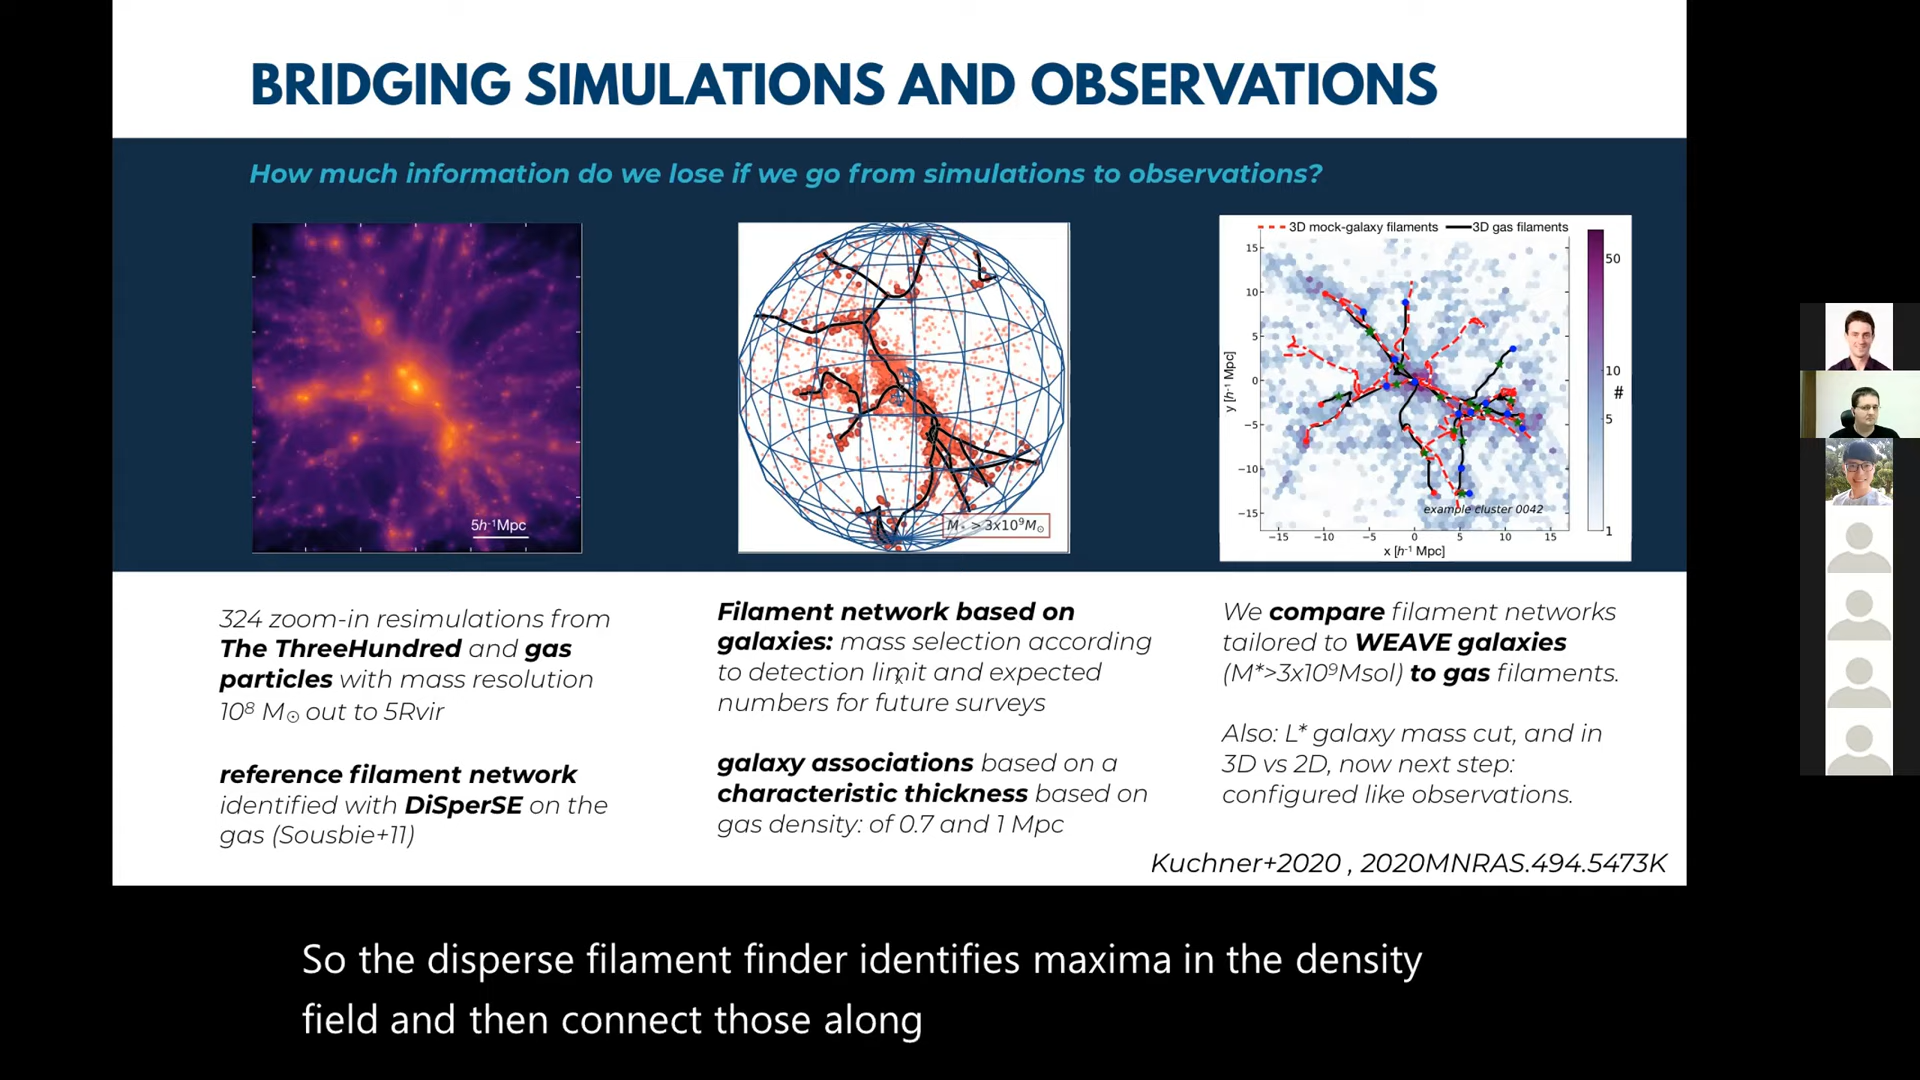 BRIDGING SIMULATIONS AND OBSERVATIONS
How much information do we lose if we go from simulations to observations?
5h⁻¹Mpc
M* > 3x10⁹M☉
3D mock-galaxy filaments
3D gas filaments
15
10
5
0
−5
−10
−15
y [h⁻¹ Mpc]
−15
−10
−5
0
5
10
15
x [h⁻¹ Mpc]
example cluster 0042
50
10
5
1
#
324 zoom-in resimulations from
The ThreeHundred and gas
particles with mass resolution
10⁸ M☉ out to 5Rvir
reference filament network
identified with DiSperSE on the
gas (Sousbie+11)
Filament network based on
galaxies: mass selection according
to detection limit and expected
numbers for future surveys
galaxy associations based on a
characteristic thickness based on
gas density: of 0.7 and 1 Mpc
We compare filament networks
tailored to WEAVE galaxies
(M*>3x10⁹Msol) to gas filaments.
Also: L* galaxy mass cut, and in
3D vs 2D, now next step:
configured like observations.
Kuchner+2020 , 2020MNRAS.494.5473K
So the disperse filament finder identifies maxima in the density
field and then connect those along